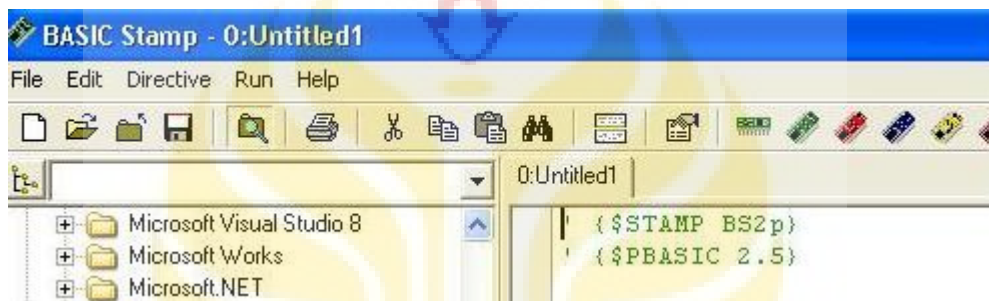 BASIC Stamp - 0:Untitled1
File Edit Directive Run Help
0:Untitled1
Microsoft Visual Studio 8
Microsoft Works
Microsoft.NET
' {$STAMP BS2p}
' {$PBASIC 2.5}